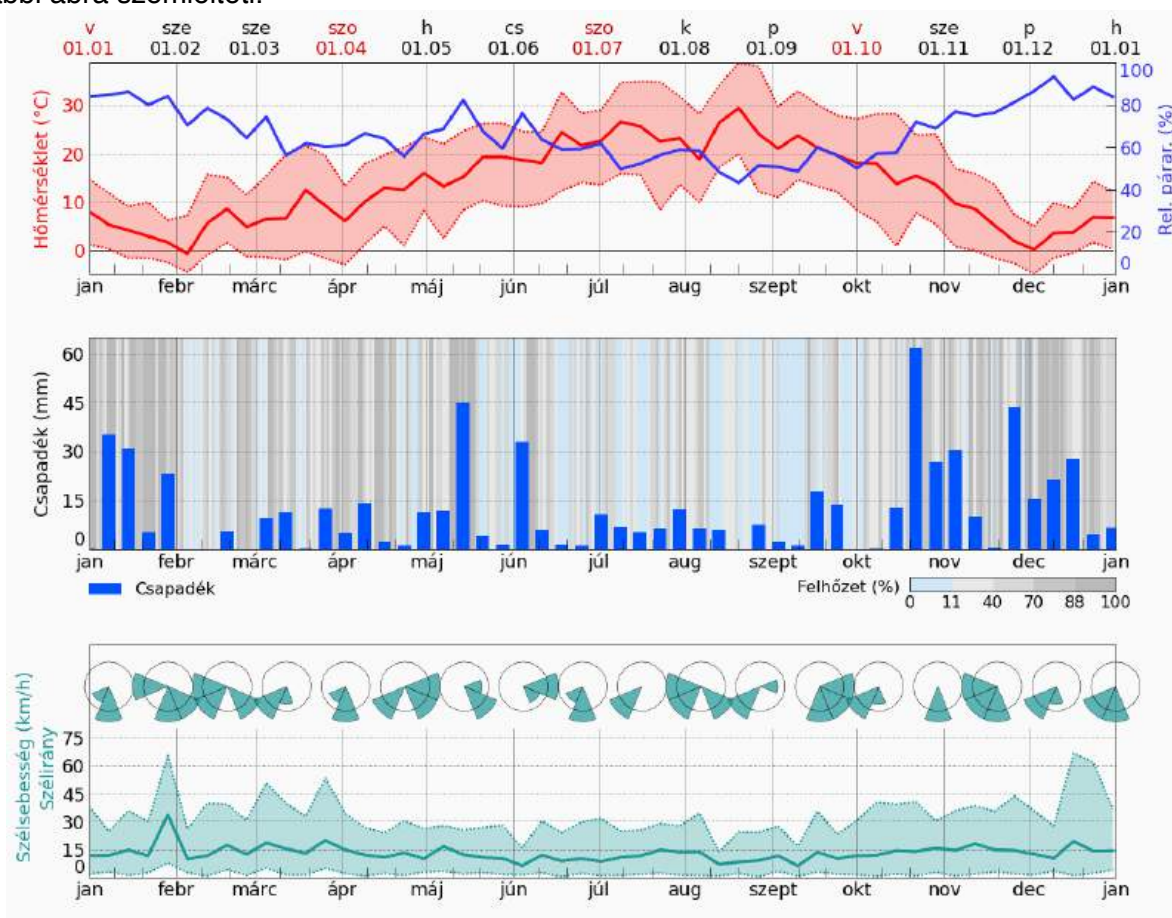 v sze sze szo h cs szo k p v sze p h
01.01 01.02 01.03 01.04 01.05 01.06 01.07 01.08 01.09 01.10 01.11 01.12 01.01
Hőmérséklet (°C)
30
20
10
0
100
80
60
40
20
0
Rel. párat. (%)
jan febr márc ápr máj jún júl aug szept okt nov dec jan
Csapadék (mm)
60
45
30
15
0
jan febr márc ápr máj jún júl aug szept okt nov dec jan
Csapadék
Felhőzet (%)
0 11 40 70 88 100
Szélsebesség (km/h)
Szélirány
75
60
45
30
15
0
jan febr márc ápr máj jún júl aug szept okt nov dec jan